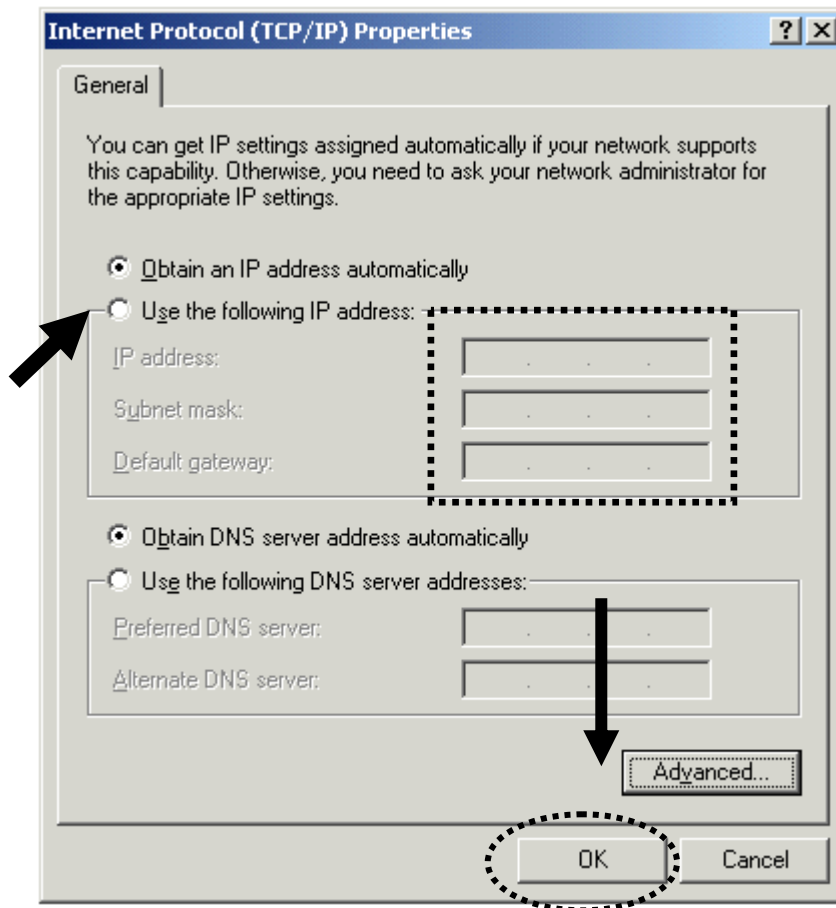 Internet Protocol (TCP/IP) Properties
General
You can get IP settings assigned automatically if your network supports
this capability. Otherwise, you need to ask your network administrator for
the appropriate IP settings.
Obtain an IP address automatically
Use the following IP address:
IP address:
Subnet mask:
Default gateway:
Obtain DNS server address automatically
Use the following DNS server addresses:
Preferred DNS server:
Alternate DNS server:
Advanced...
OK Cancel